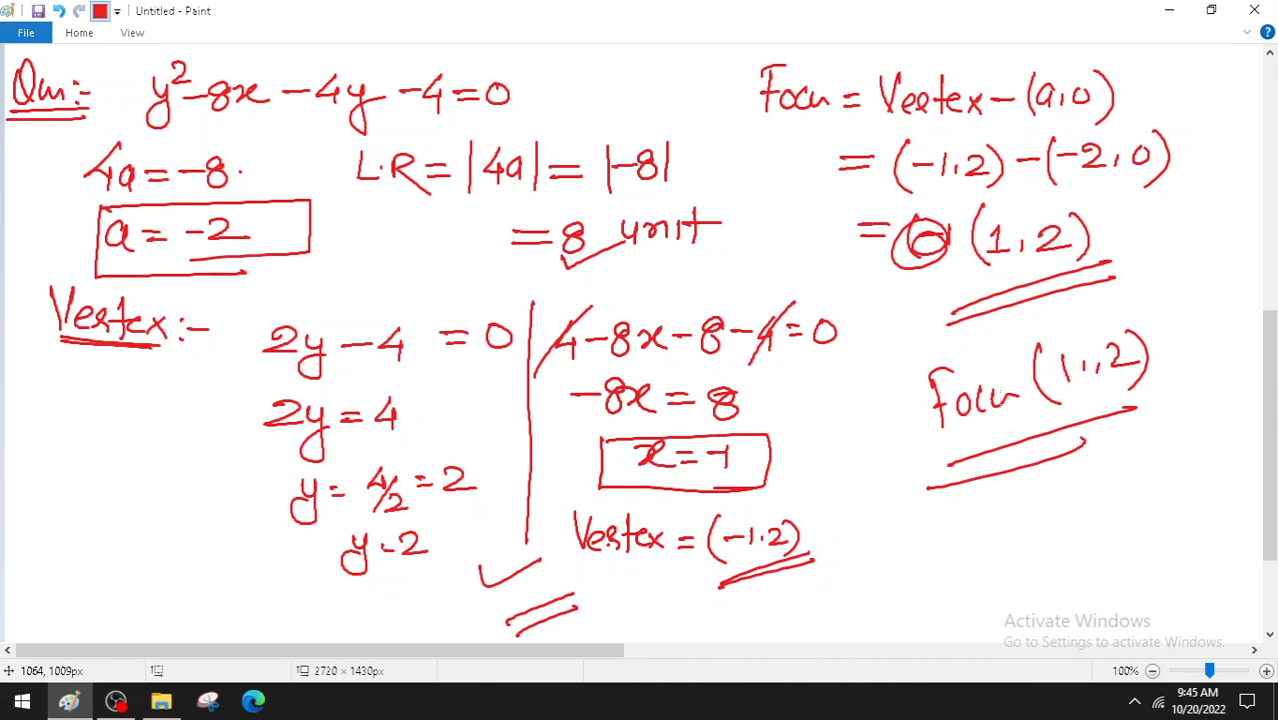 Untitled - Paint
File Home View
Qm:- y² - 8x - 4y - 4 = 0
4a = -8.
a = -2
L.R = |4a| = |-8|
= 8 unit
Focu = Vertex - (a, 0)
= (-1, 2) - (-2, 0)
= (1, 2)
Vertex :-
2y - 4 = 0
2y = 4
y = 4/2 = 2
y = 2
4 - 8x - 8 - 4 = 0
-8x = 8
x = -1
Vertex = (-1, 2)
Focu (1, 2)
Activate Windows
Go to Settings to activate Windows.
1064, 1009px
2720 × 1430px
100%
9:45 AM
10/20/2022